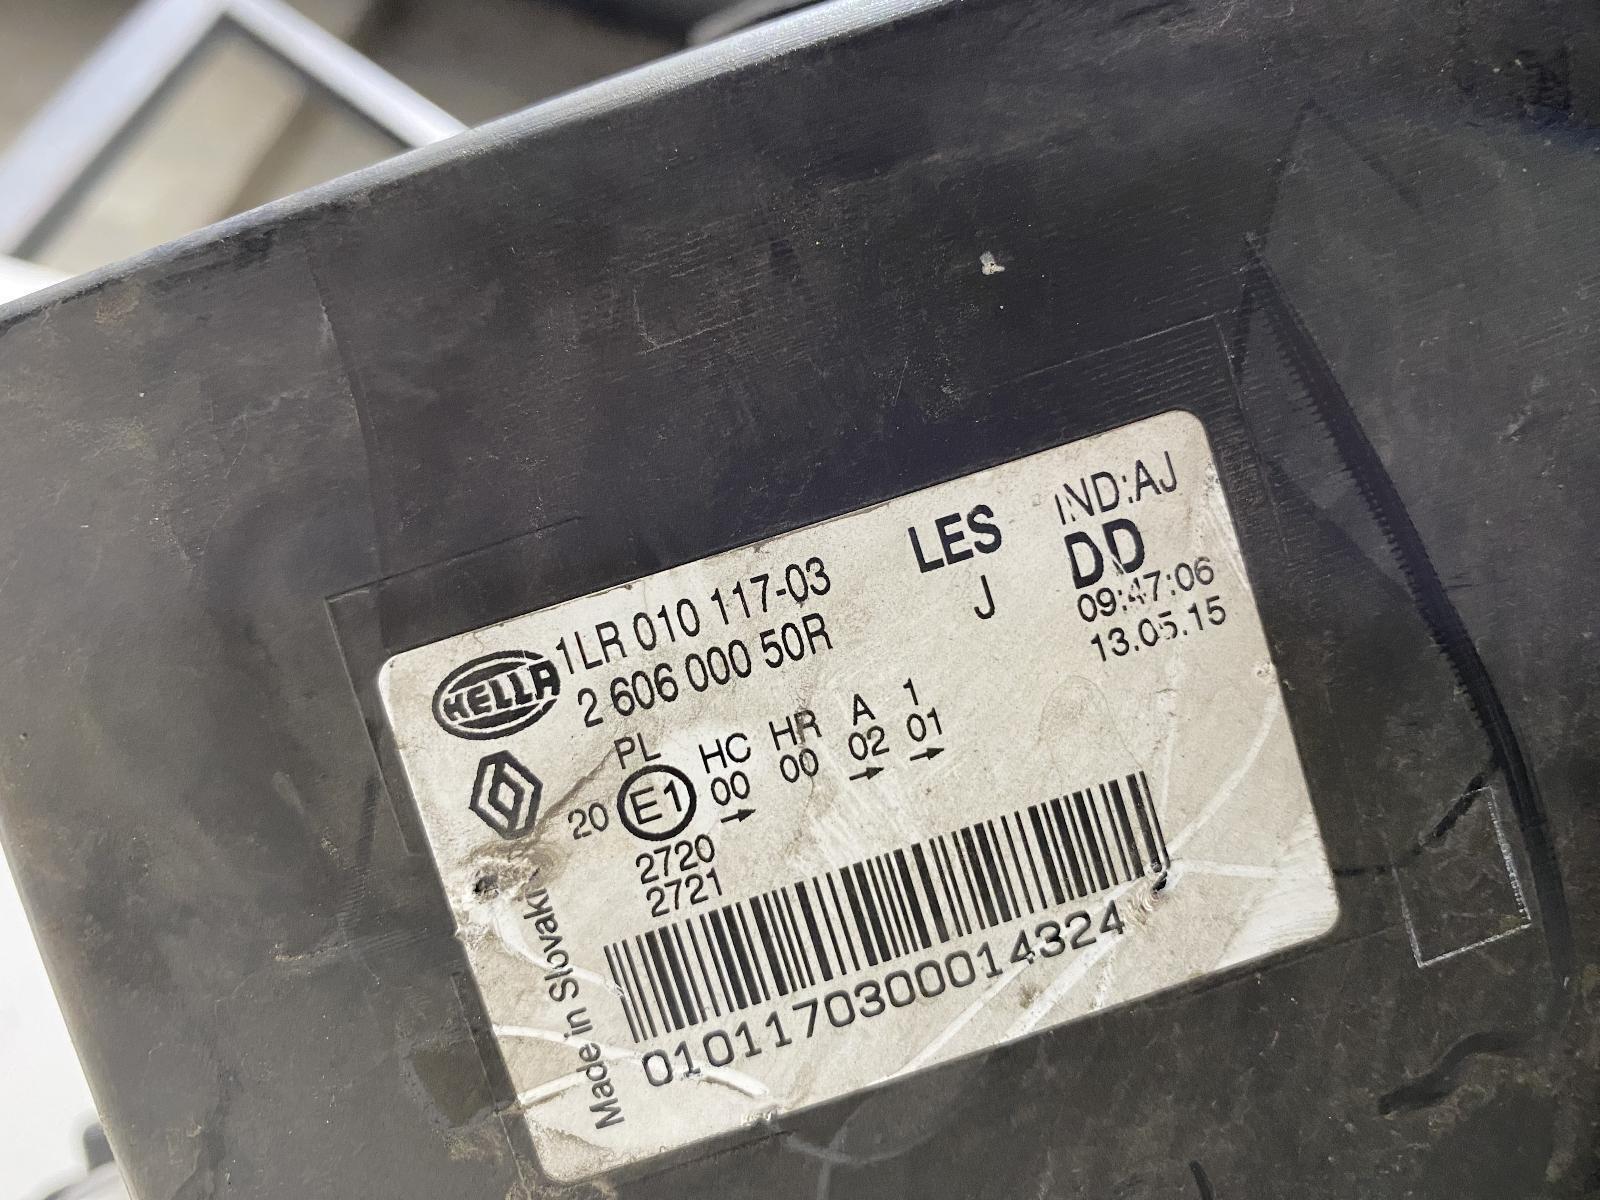 HELLA
1LR 010 117-03
2 606 000 50R
LES
J
IND:AJ
DD
09:47:06
13.05.15
PL
20 E1
2720
2721
HC
00
→
HR
00
A
02
→
1
01
→
0101170300014324
Made in